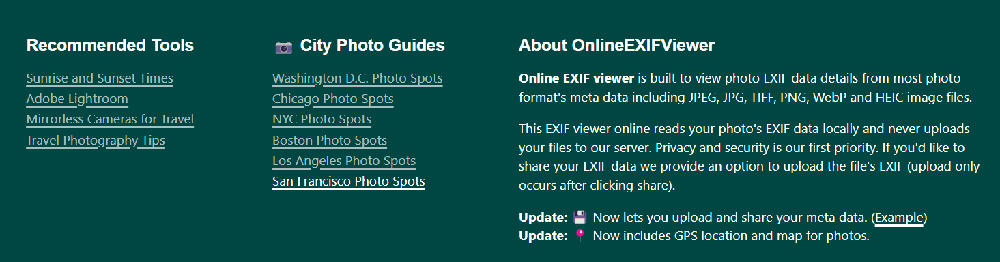 Recommended Tools
Sunrise and Sunset Times
Adobe Lightroom
Mirrorless Cameras for Travel
Travel Photography Tips
📷 City Photo Guides
Washington D.C. Photo Spots
Chicago Photo Spots
NYC Photo Spots
Boston Photo Spots
Los Angeles Photo Spots
San Francisco Photo Spots
About OnlineEXIFViewer
Online EXIF viewer is built to view photo EXIF data details from most photo
format's meta data including JPEG, JPG, TIFF, PNG, WebP and HEIC image files.
This EXIF viewer online reads your photo's EXIF data locally and never uploads
your files to our server. Privacy and security is our first priority. If you'd like to
share your EXIF data we provide an option to upload the file's EXIF (upload only
occurs after clicking share).
Update: 💾 Now lets you upload and share your meta data. (Example)
Update: 📍 Now includes GPS location and map for photos.